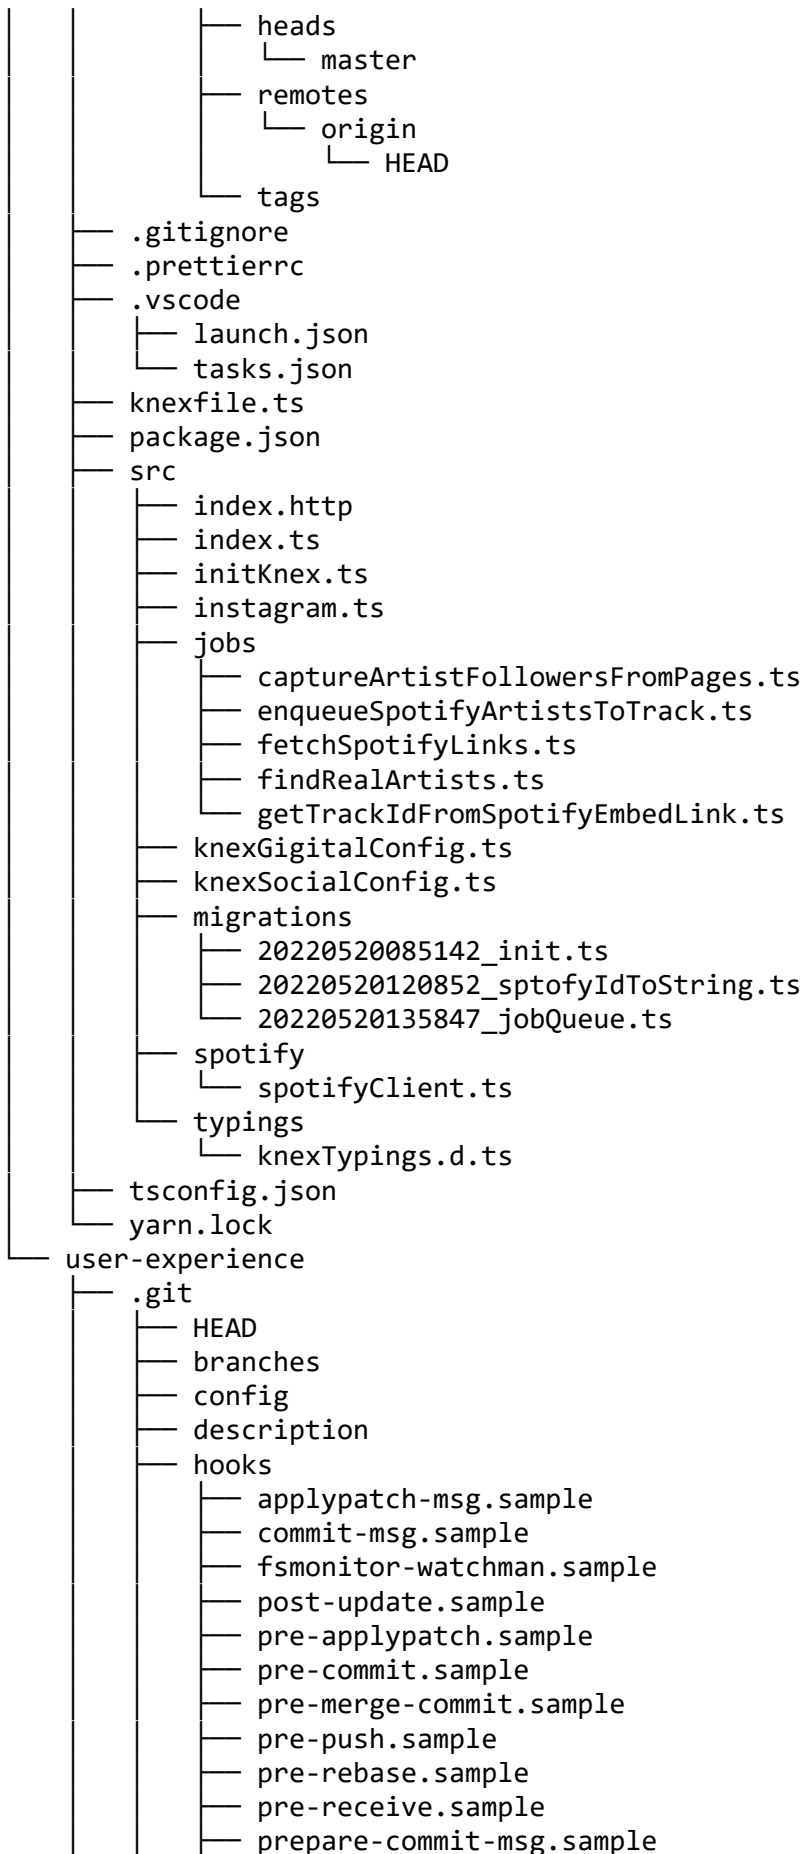 │   │       ├── heads
│   │       │   └── master
│   │       ├── remotes
│   │       │   └── origin
│   │       │       └── HEAD
│   │       └── tags
│   ├── .gitignore
│   ├── .prettierrc
│   ├── .vscode
│   │   ├── launch.json
│   │   └── tasks.json
│   ├── knexfile.ts
│   ├── package.json
│   ├── src
│   │   ├── index.http
│   │   ├── index.ts
│   │   ├── initKnex.ts
│   │   ├── instagram.ts
│   │   ├── jobs
│   │   │   ├── captureArtistFollowersFromPages.ts
│   │   │   ├── enqueueSpotifyArtistsToTrack.ts
│   │   │   ├── fetchSpotifyLinks.ts
│   │   │   ├── findRealArtists.ts
│   │   │   └── getTrackIdFromSpotifyEmbedLink.ts
│   │   ├── knexGigitalConfig.ts
│   │   ├── knexSocialConfig.ts
│   │   ├── migrations
│   │   │   ├── 20220520085142_init.ts
│   │   │   ├── 20220520120852_sptofyIdToString.ts
│   │   │   └── 20220520135847_jobQueue.ts
│   │   ├── spotify
│   │   │   └── spotifyClient.ts
│   │   └── typings
│   │       └── knexTypings.d.ts
│   ├── tsconfig.json
│   └── yarn.lock
└── user-experience
    ├── .git
    │   ├── HEAD
    │   ├── branches
    │   ├── config
    │   ├── description
    │   ├── hooks
    │   │   ├── applypatch-msg.sample
    │   │   ├── commit-msg.sample
    │   │   ├── fsmonitor-watchman.sample
    │   │   ├── post-update.sample
    │   │   ├── pre-applypatch.sample
    │   │   ├── pre-commit.sample
    │   │   ├── pre-merge-commit.sample
    │   │   ├── pre-push.sample
    │   │   ├── pre-rebase.sample
    │   │   ├── pre-receive.sample
    │   │   ├── prepare-commit-msg.sample